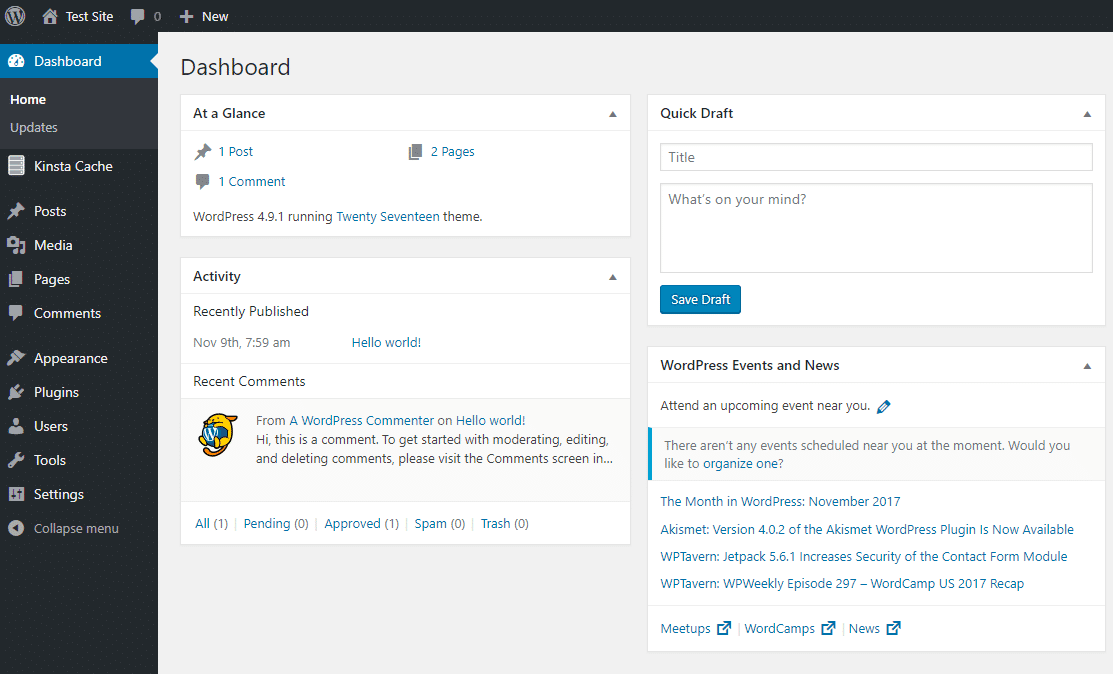 Test Site 0 New
Dashboard
Home
Updates
Kinsta Cache
Posts
Media
Pages
Comments
Appearance
Plugins
Users
Tools
Settings
Collapse menu
Dashboard
At a Glance
1 Post 2 Pages
1 Comment
WordPress 4.9.1 running Twenty Seventeen theme.
Activity
Recently Published
Nov 9th, 7:59 am Hello world!
Recent Comments
From A WordPress Commenter on Hello world!
Hi, this is a comment. To get started with moderating, editing,
and deleting comments, please visit the Comments screen in...
All (1) | Pending (0) | Approved (1) | Spam (0) | Trash (0)
Quick Draft
Title
What's on your mind?
Save Draft
WordPress Events and News
Attend an upcoming event near you.
There aren't any events scheduled near you at the moment. Would you
like to organize one?
The Month in WordPress: November 2017
Akismet: Version 4.0.2 of the Akismet WordPress Plugin Is Now Available
WPTavern: Jetpack 5.6.1 Increases Security of the Contact Form Module
WPTavern: WPWeekly Episode 297 – WordCamp US 2017 Recap
Meetups | WordCamps | News